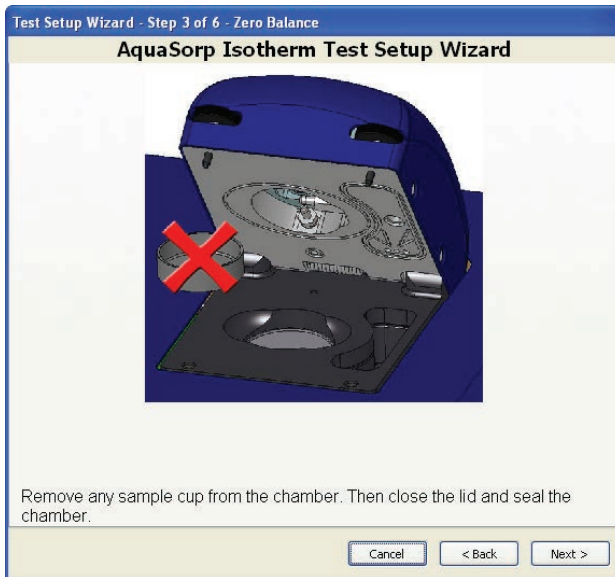 Test Setup Wizard - Step 3 of 6 - Zero Balance
AquaSorp Isotherm Test Setup Wizard
Remove any sample cup from the chamber. Then close the lid and seal the
chamber.
Cancel
< Back
Next >